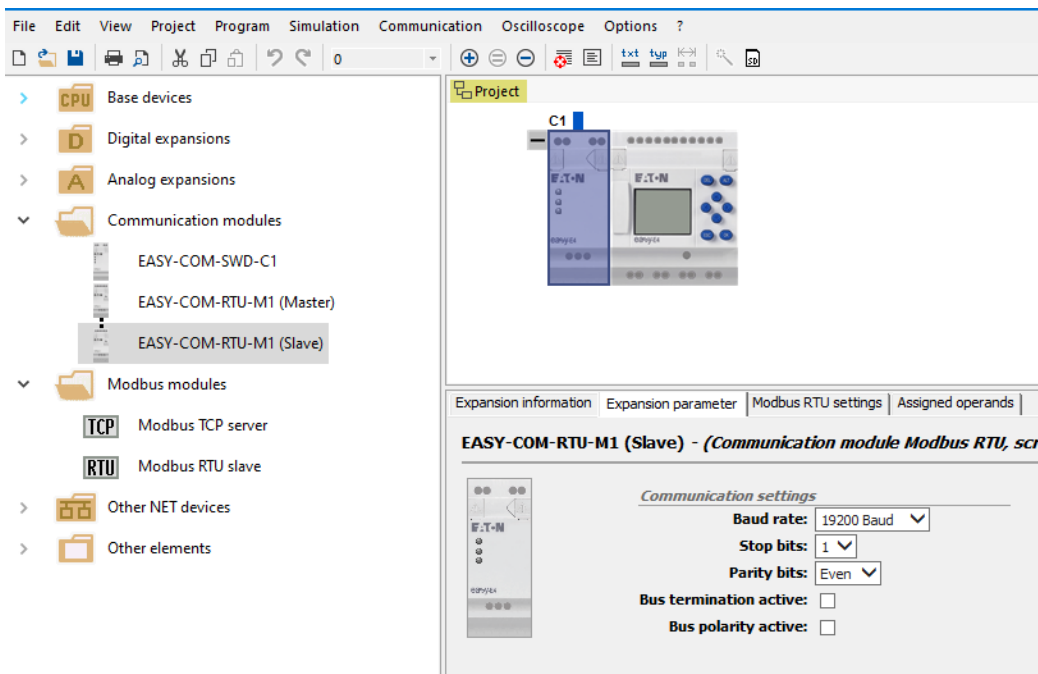 File Edit View Project Program Simulation Communication Oscilloscope Options ?
0
txt typ
SD
CPU Base devices
D Digital expansions
A Analog expansions
Communication modules
EASY-COM-SWD-C1
EASY-COM-RTU-M1 (Master)
EASY-COM-RTU-M1 (Slave)
Modbus modules
TCP Modbus TCP server
RTU Modbus RTU slave
Other NET devices
Other elements
Project
C1
E·T·N E·T·N
Expansion information Expansion parameter Modbus RTU settings Assigned operands
EASY-COM-RTU-M1 (Slave) - (Communication module Modbus RTU, scr
E·T·N
Communication settings
Baud rate: 19200 Baud
Stop bits: 1
Parity bits: Even
Bus termination active:
Bus polarity active: